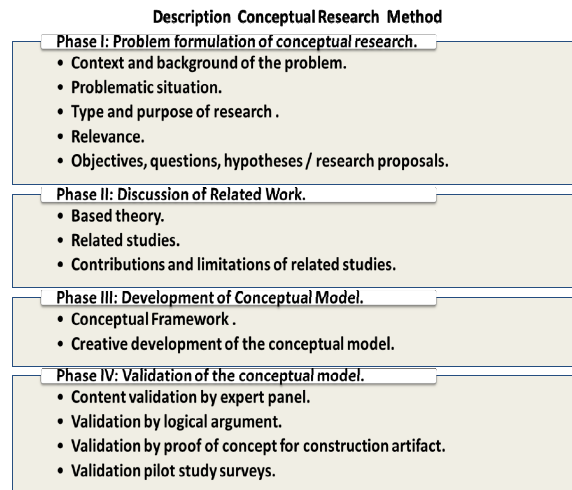 Description Conceptual Research Method
Phase I: Problem formulation of conceptual research.
• Context and background of the problem.
• Problematic situation.
• Type and purpose of research .
• Relevance.
• Objectives, questions, hypotheses / research proposals.
Phase II: Discussion of Related Work.
• Based theory.
• Related studies.
• Contributions and limitations of related studies.
Phase III: Development of Conceptual Model.
• Conceptual Framework .
• Creative development of the conceptual model.
Phase IV: Validation of the conceptual model.
• Content validation by expert panel.
• Validation by logical argument.
• Validation by proof of concept for construction artifact.
• Validation pilot study surveys.